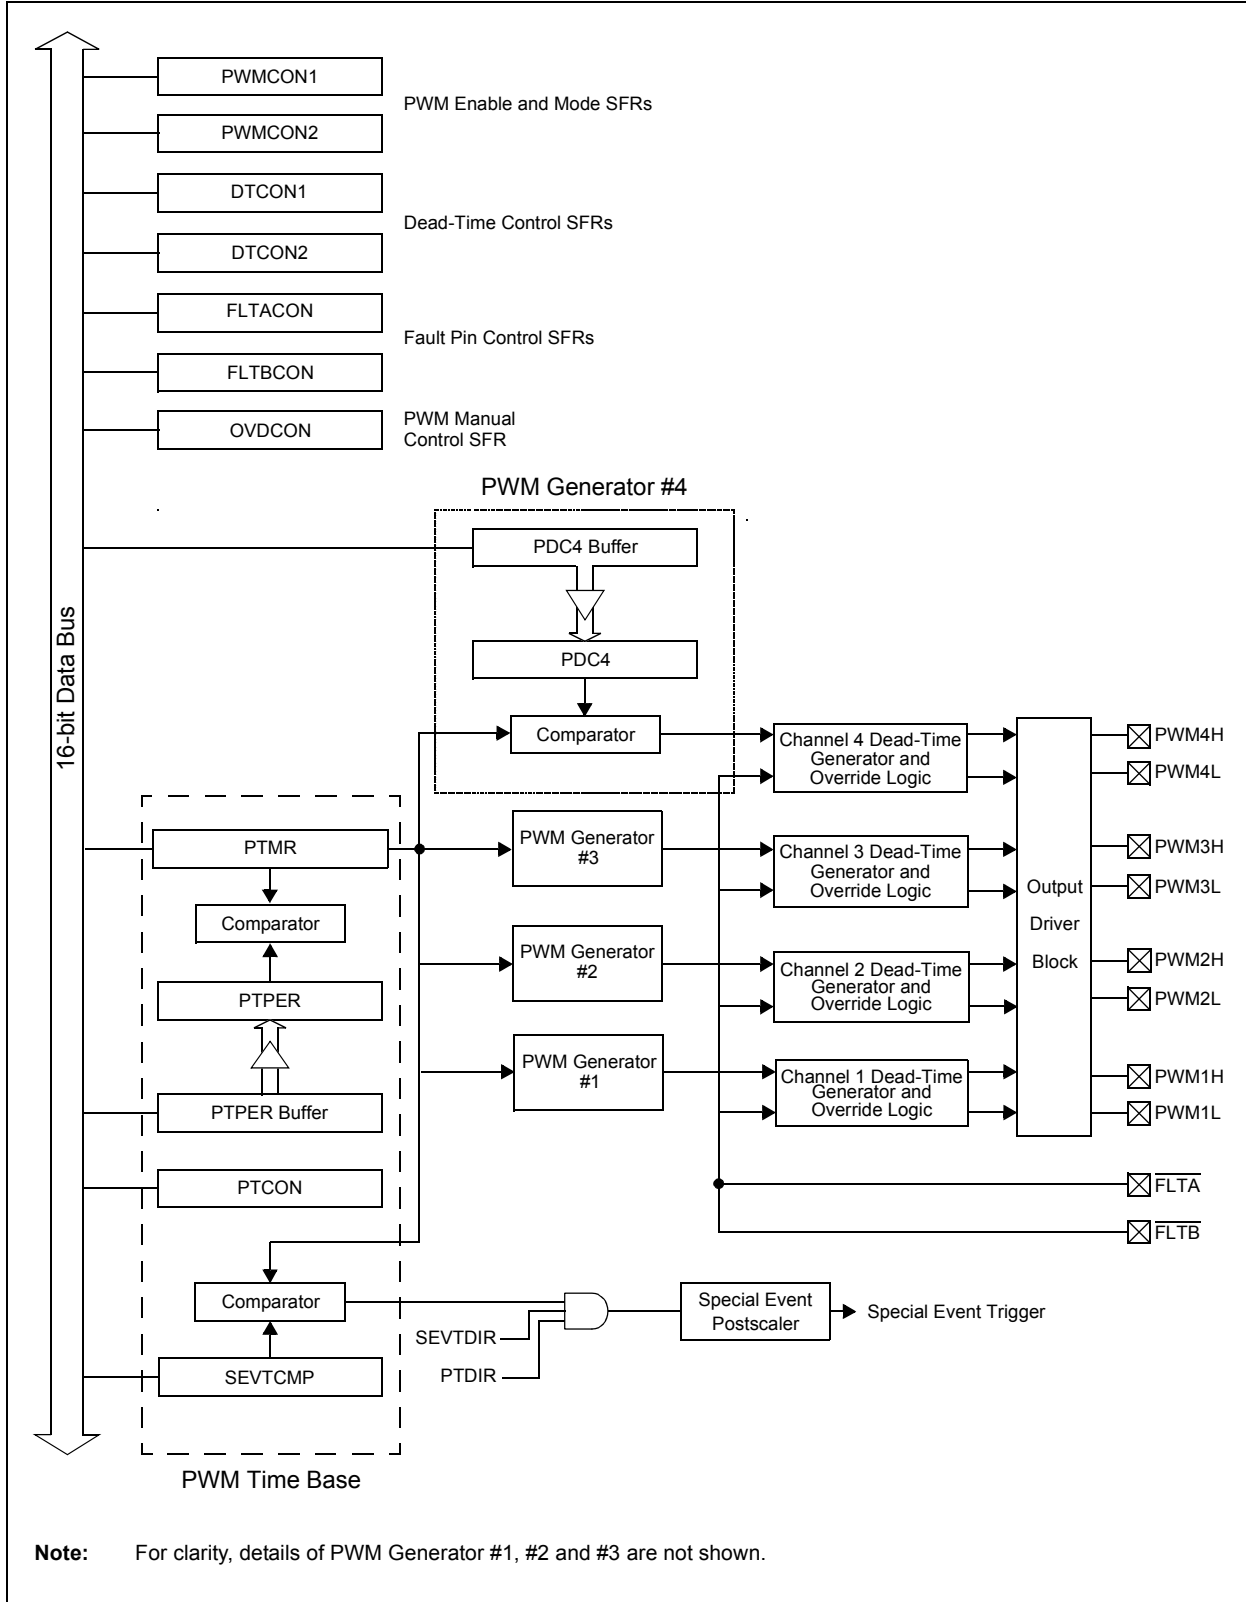 PWMCON1
PWM Enable and Mode SFRs
PWMCON2
DTCON1
Dead-Time Control SFRs
DTCON2
FLTACON
Fault Pin Control SFRs
FLTBCON
OVDCON
PWM Manual
Control SFR
PWM Generator #4
PDC4 Buffer
16-bit Data Bus
PDC4
Comparator
Channel 4 Dead-Time
Generator and
Override Logic
PWM4H
PWM4L
PTMR
PWM Generator
#3
Channel 3 Dead-Time
Generator and
Override Logic
PWM3H
PWM3L
Comparator
Output
Driver
Block
PWM Generator
#2
Channel 2 Dead-Time
Generator and
Override Logic
PWM2H
PWM2L
PTPER
PWM Generator
#1
Channel 1 Dead-Time
Generator and
Override Logic
PWM1H
PWM1L
PTPER Buffer
PTCON
FLTA
FLTB
Comparator
Special Event
Postscaler
Special Event Trigger
SEVTDIR
SEVTCMP
PTDIR
PWM Time Base
Note: For clarity, details of PWM Generator #1, #2 and #3 are not shown.